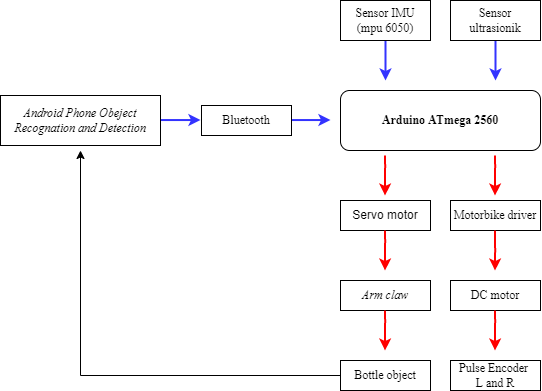 Sensor IMU
(mpu 6050)
Sensor
ultrasionik
Android Phone Obeject
Recognation and Detection
Bluetooth
Arduino ATmega 2560
Servo motor
Motorbike driver
Arm claw
DC motor
Bottle object
Pulse Encoder
L and R